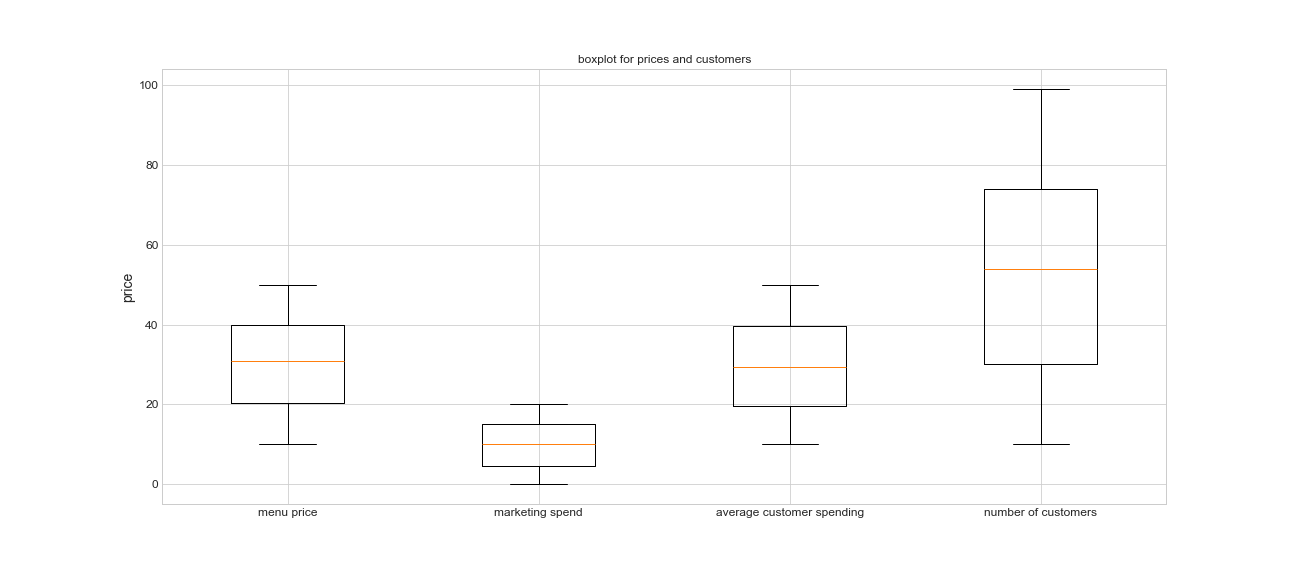 boxplot for prices and customers
100
80
60
40
20
0
price
menu price
marketing spend
average customer spending
number of customers